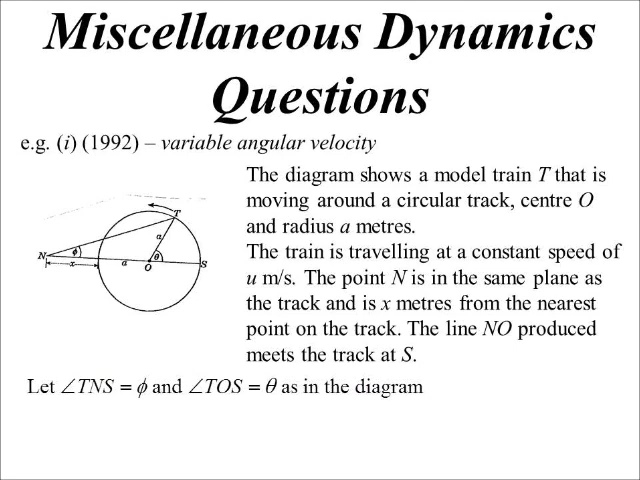 Miscellaneous Dynamics
Questions
e.g. (i) (1992) – variable angular velocity
The diagram shows a model train T that is
moving around a circular track, centre O
and radius a metres.
The train is travelling at a constant speed of
u m/s. The point N is in the same plane as
the track and is x metres from the nearest
point on the track. The line NO produced
meets the track at S.
T
a
N
ϕ
θ
x
a
O
S
Let ∠TNS = ϕ and ∠TOS = θ as in the diagram